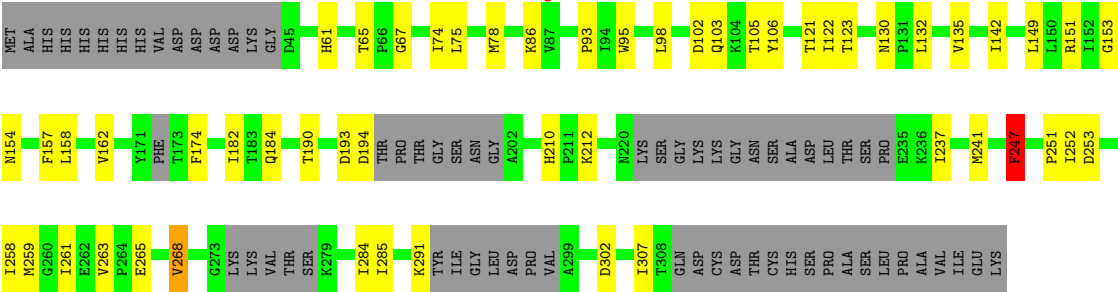 MET ALA HIS HIS HIS HIS HIS HIS VAL ASP ASP ASP ASP LYS GLY D45 H61 T65 P66 G67 I74 L75 M78 K86 V87 P93 I94 W95 L98 D102 Q103 K104 T105 Y106 T121 I122 T123 N130 P131 L132 V135 I142 L149 L150 R151 I152 G153
N154 F157 L158 V162 Y171 PHE T173 F174 I182 T183 Q184 T190 D193 D194 THR PRO THR GLY SER ASN GLY A202 H210 P211 K212 N220 LYS SER GLY LYS LYS GLY ASN SER ALA ASP LEU THR SER PRO E235 K236 I237 M241 F247 P251 I252 D253
I258 M259 G260 I261 E262 V263 P264 E265 V268 G273 LYS LYS VAL THR SER K279 I284 I285 K291 TYR ILE GLY LEU ASP PRO VAL A299 D302 I307 T308 GLN ASP CYS ASP THR CYS HIS SER PRO ALA SER LEU PRO ALA VAL ILE GLU LYS